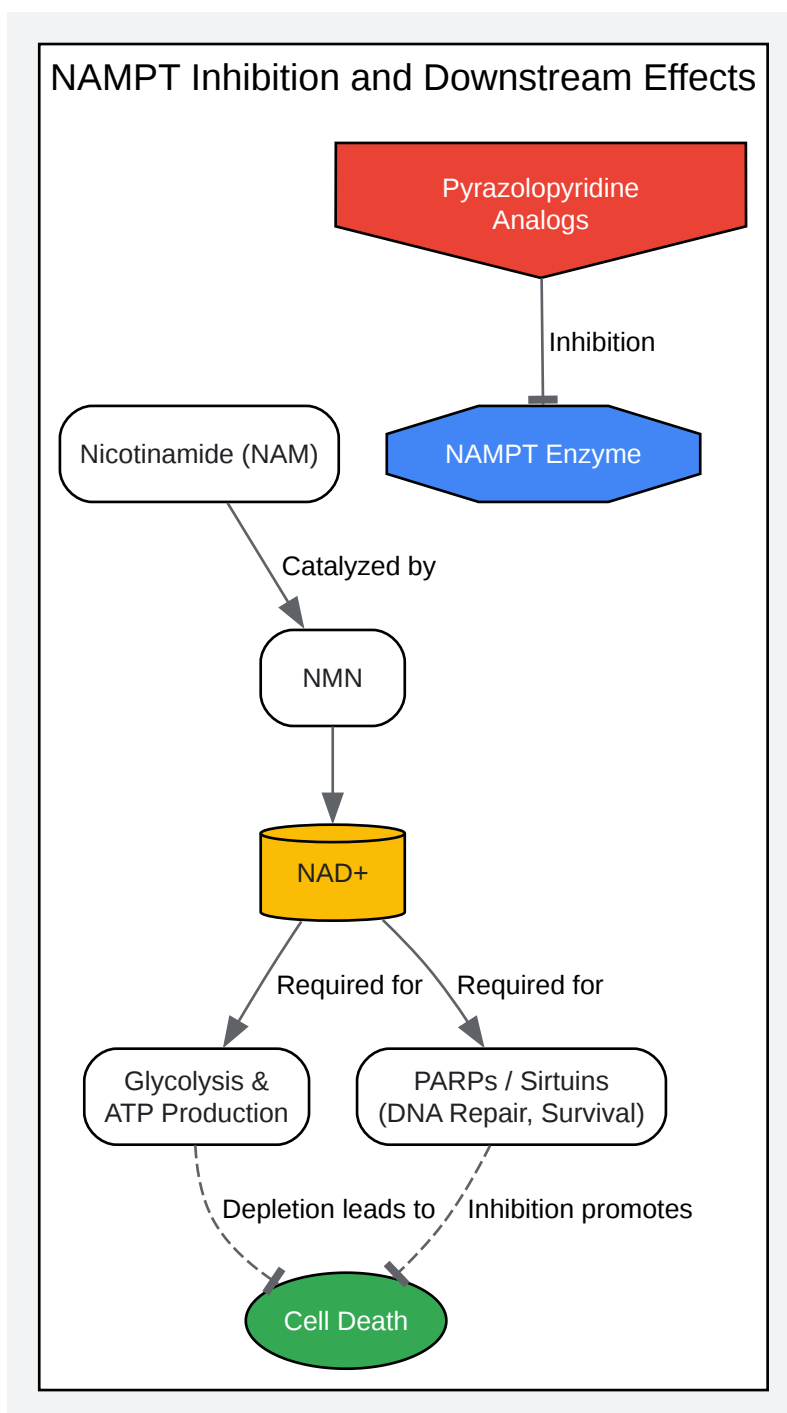 NAMPT Inhibition and Downstream Effects
Pyrazolopyridine
Analogs
Inhibition
Nicotinamide (NAM)
NAMPT Enzyme
Catalyzed by
NMN
NAD+
Required for
Required for
Glycolysis &
ATP Production
PARPs / Sirtuins
(DNA Repair, Survival)
Depletion leads to
Inhibition promotes
Cell Death